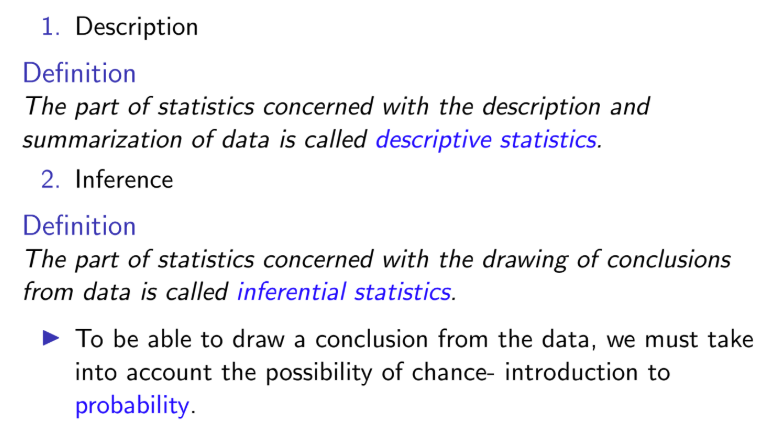 1. Description
Definition
The part of statistics concerned with the description and
summarization of data is called descriptive statistics.
2. Inference
Definition
The part of statistics concerned with the drawing of conclusions
from data is called inferential statistics.
▶ To be able to draw a conclusion from the data, we must take
into account the possibility of chance- introduction to
probability.